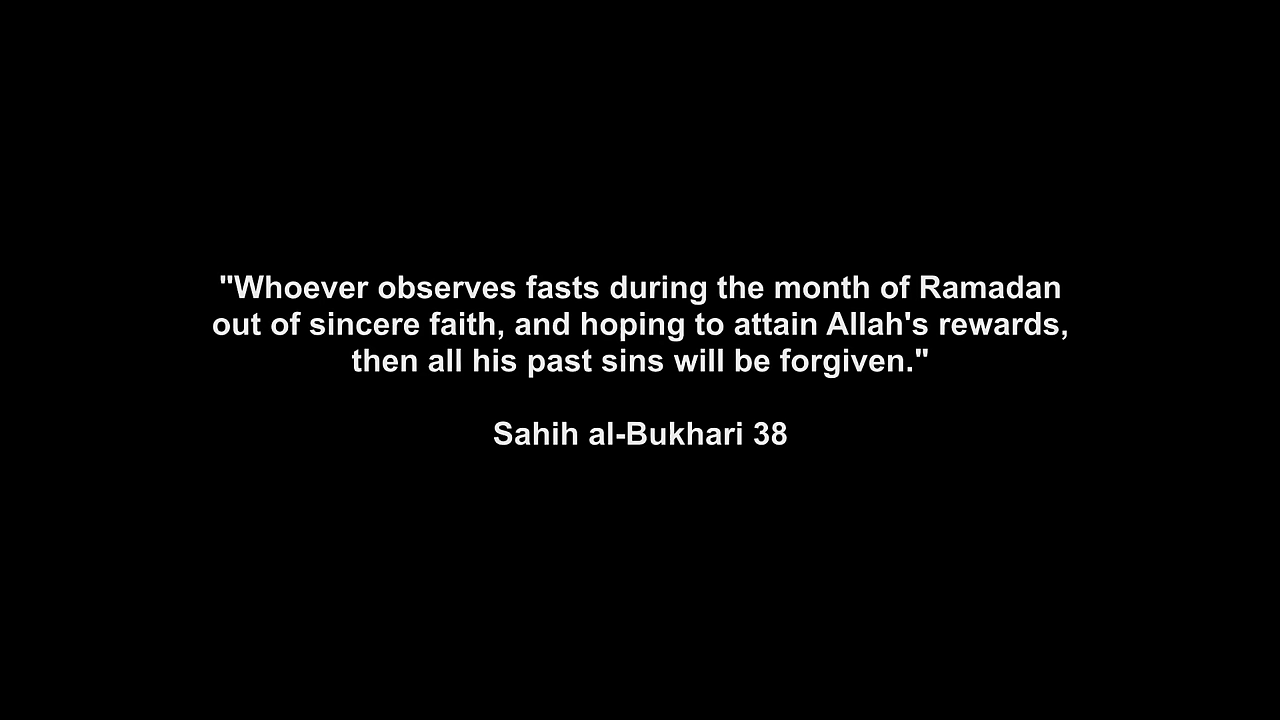 "Whoever observes fasts during the month of Ramadan
out of sincere faith, and hoping to attain Allah's rewards,
then all his past sins will be forgiven."
Sahih al-Bukhari 38